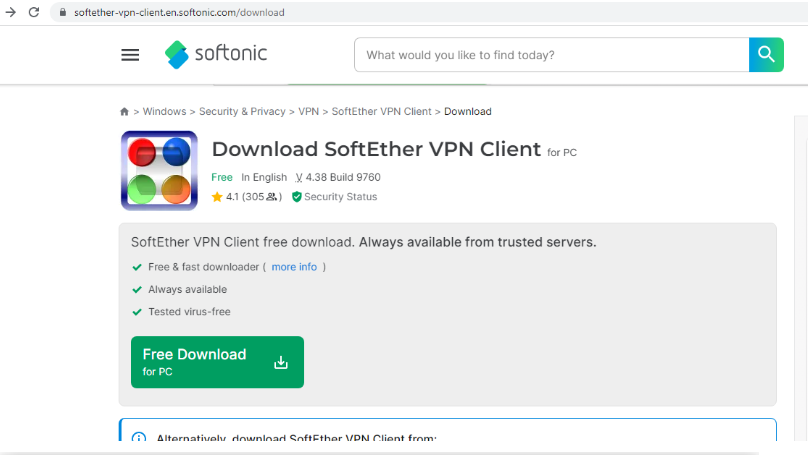 softether-vpn-client.en.softonic.com/download
softonic
What would you like to find today?
> Windows > Security & Privacy > VPN > SoftEther VPN Client > Download
Download SoftEther VPN Client for PC
Free In English V 4.38 Build 9760
4.1 (305 ) Security Status
SoftEther VPN Client free download. Always available from trusted servers.
Free & fast downloader ( more info )
Always available
Tested virus-free
Free Download
for PC
Alternatively, download SoftEther VPN Client from: